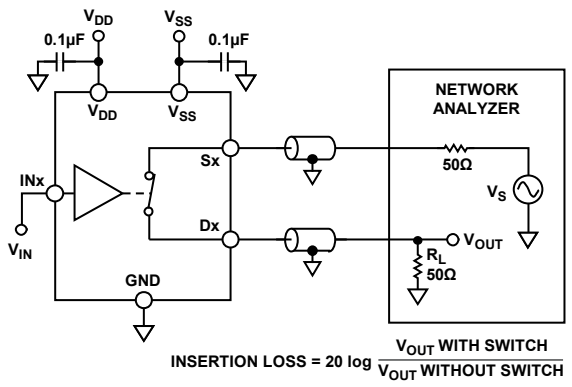 VDD
VSS
0.1µF
0.1µF
VDD
VSS
NETWORK
ANALYZER
Sx
50Ω
VS
INx
VIN
Dx
VOUT
RL
50Ω
GND
INSERTION LOSS = 20 log VOUT WITH SWITCH
VOUT WITHOUT SWITCH